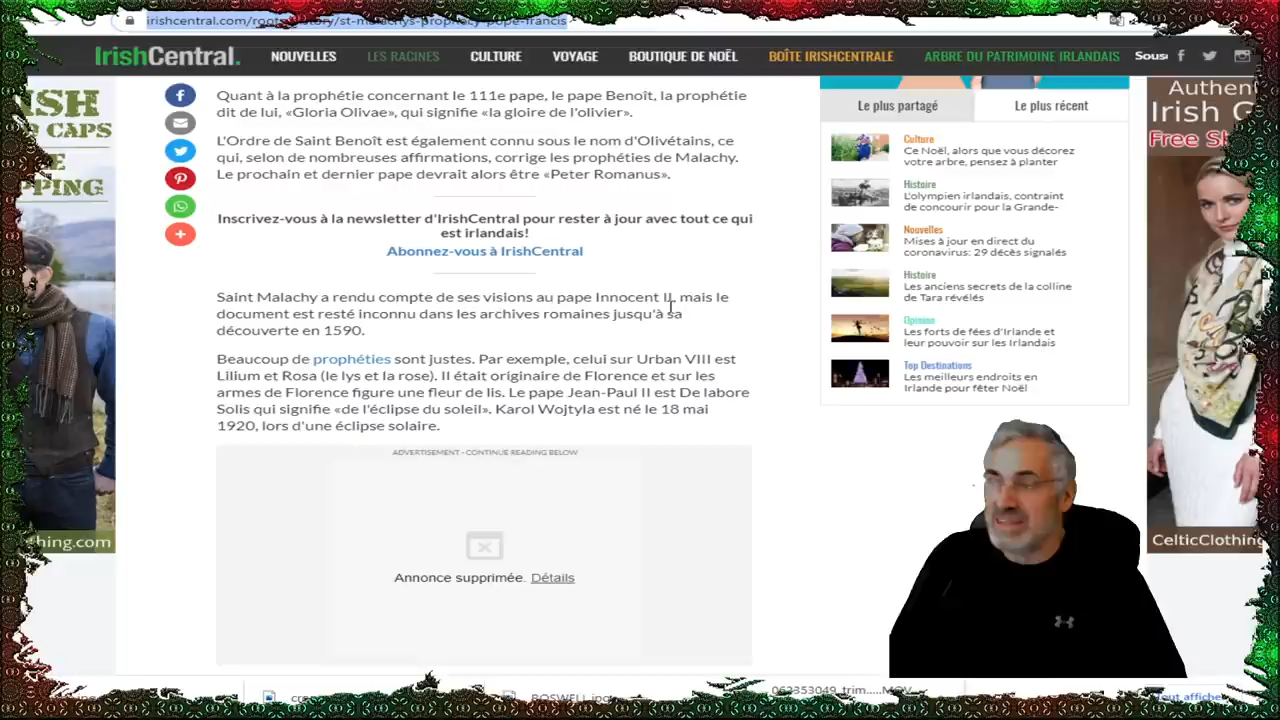 irishcentral.com/roots/history/st-malachys-prophecy-pope-francis
IrishCentral.
NOUVELLES
LES RACINES
CULTURE
VOYAGE
BOUTIQUE DE NOËL
BOÎTE IRISHCENTRALE
ARBRE DU PATRIMOINE IRLANDAIS
Quant à la prophétie concernant le 111e pape, le pape Benoît, la prophétie
dit de lui, «Gloria Olivae», qui signifie «la gloire de l'olivier».
L'Ordre de Saint Benoît est également connu sous le nom d'Olivétains, ce
qui, selon de nombreuses affirmations, corrige les prophéties de Malachy.
Le prochain et dernier pape devrait alors être «Peter Romanus».
Inscrivez-vous à la newsletter d'IrishCentral pour rester à jour avec tout ce qui
est irlandais!
Abonnez-vous à IrishCentral
Saint Malachy a rendu compte de ses visions au pape Innocent II, mais le
document est resté inconnu dans les archives romaines jusqu'à sa
découverte en 1590.
Beaucoup de prophéties sont justes. Par exemple, celui sur Urban VIII est
Lilium et Rosa (le lys et la rose). Il était originaire de Florence et sur les
armes de Florence figure une fleur de lis. Le pape Jean-Paul II est De labore
Solis qui signifie «de l'éclipse du soleil». Karol Wojtyla est né le 18 mai
1920, lors d'une éclipse solaire.
ADVERTISEMENT - CONTINUE READING BELOW
Annonce supprimée. Détails
Le plus partagé
Le plus récent
Culture
Ce Noël, alors que vous décorez
votre arbre, pensez à planter
Histoire
L'olympien irlandais, contraint
de concourir pour la Grande-
Nouvelles
Mises à jour en direct du
coronavirus: 29 décès signalés
Histoire
Les anciens secrets de la colline
de Tara révélés
Opinion
Les forts de fées d'Irlande et
leur pouvoir sur les Irlandais
Top Destinations
Les meilleurs endroits en
Irlande pour fêter Noël
CAPS
Irish
CelticClothing
BOSWELL.jpg
062353049_trim.....MOV
Tout affiche